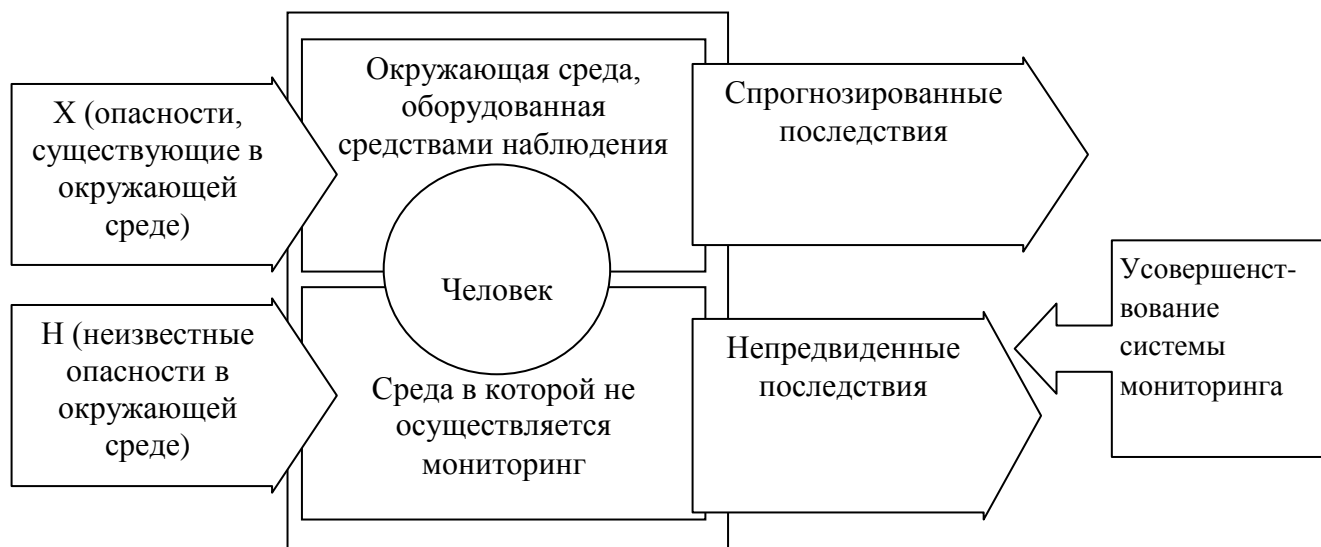 Х (опасности,
существующие в
окружающей
среде)
Окружающая среда,
оборудованная
средствами наблюдения
Спрогнозированные
последствия
Человек
Н (неизвестные
опасности в
окружающей
среде)
Среда в которой не
осуществляется
мониторинг
Непредвиденные
последствия
Усовершенст-
вование
системы
мониторинга